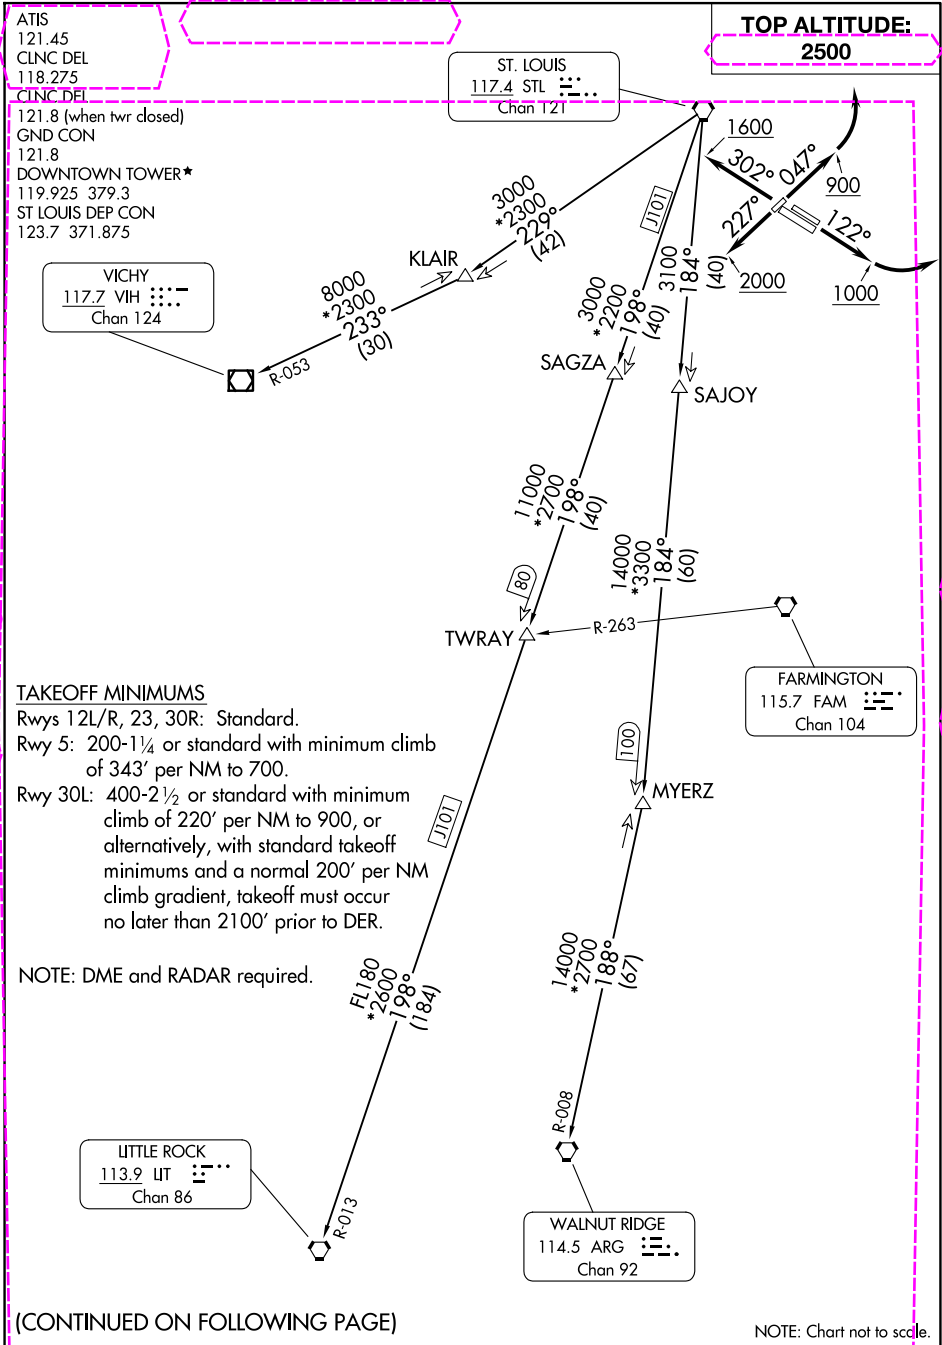 ATIS
121.45
CLNC DEL
118.275
CLNC DEL
121.8 (when twr closed)
GND CON
121.8
DOWNTOWN TOWER★
119.925 379.3
ST LOUIS DEP CON
123.7 371.875
TOP ALTITUDE:
2500
ST. LOUIS
117.4 STL
Chan 121
1600
302°
047°
900
227°
122°
2000
1000
3000
*2300
229°
(42)
KLAIR
J101
3100
184°
(40)
3000
*2200
198°
(40)
VICHY
117.7 VIH
Chan 124
8000
*2300
233°
(30)
R-053
SAGZA
SAJOY
11000
*2700
198°
(40)
14000
*3300
184°
(60)
80
TWRAY
R-263
FARMINGTON
115.7 FAM
Chan 104
TAKEOFF MINIMUMS
Rwys 12L/R, 23, 30R: Standard.
Rwy 5: 200-1¼ or standard with minimum climb
of 343' per NM to 700.
Rwy 30L: 400-2½ or standard with minimum
climb of 220' per NM to 900, or
alternatively, with standard takeoff
minimums and a normal 200' per NM
climb gradient, takeoff must occur
no later than 2100' prior to DER.
100
MYERZ
J101
NOTE: DME and RADAR required.
FL180
*2600
198°
(184)
14000
*2700
188°
(67)
R-008
LITTLE ROCK
113.9 LIT
Chan 86
R-013
WALNUT RIDGE
114.5 ARG
Chan 92
(CONTINUED ON FOLLOWING PAGE)
NOTE: Chart not to scale.